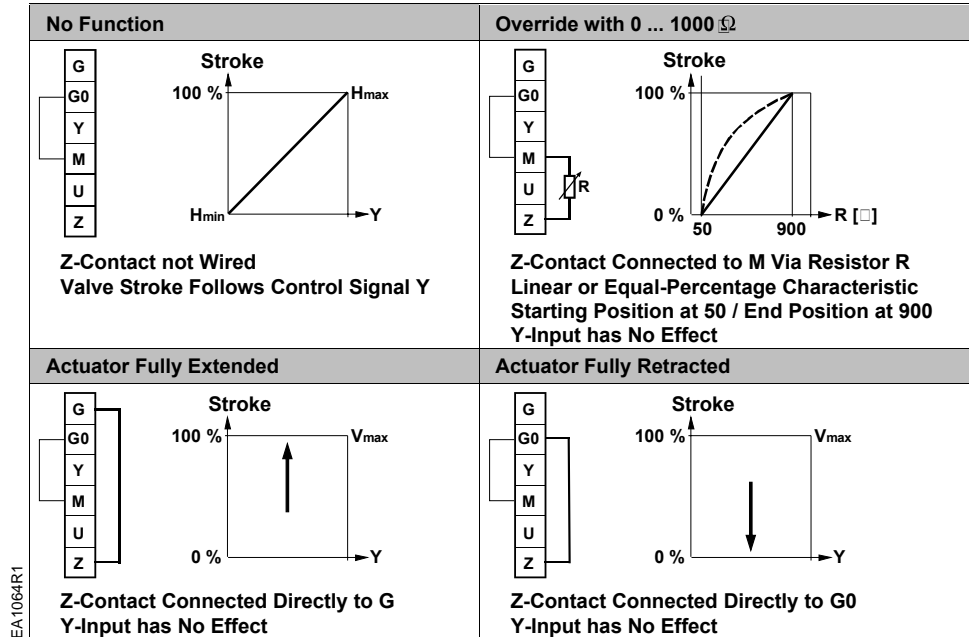 No Function
G
G0
Y
M
U
Z
Stroke
100 %
Hmax
Hmin
Y
Z-Contact not Wired
Valve Stroke Follows Control Signal Y
Override with 0 ... 1000 Ω
G
G0
Y
M
U
Z
R
Stroke
100 %
0 %
50
900
R [□]
Z-Contact Connected to M Via Resistor R
Linear or Equal-Percentage Characteristic
Starting Position at 50 / End Position at 900
Y-Input has No Effect
Actuator Fully Extended
G
G0
Y
M
U
Z
Stroke
100 %
Vmax
0 %
Y
Z-Contact Connected Directly to G
Y-Input has No Effect
Actuator Fully Retracted
G
G0
Y
M
U
Z
Stroke
100 %
Vmax
0 %
Y
Z-Contact Connected Directly to G0
Y-Input has No Effect
EA1064R1